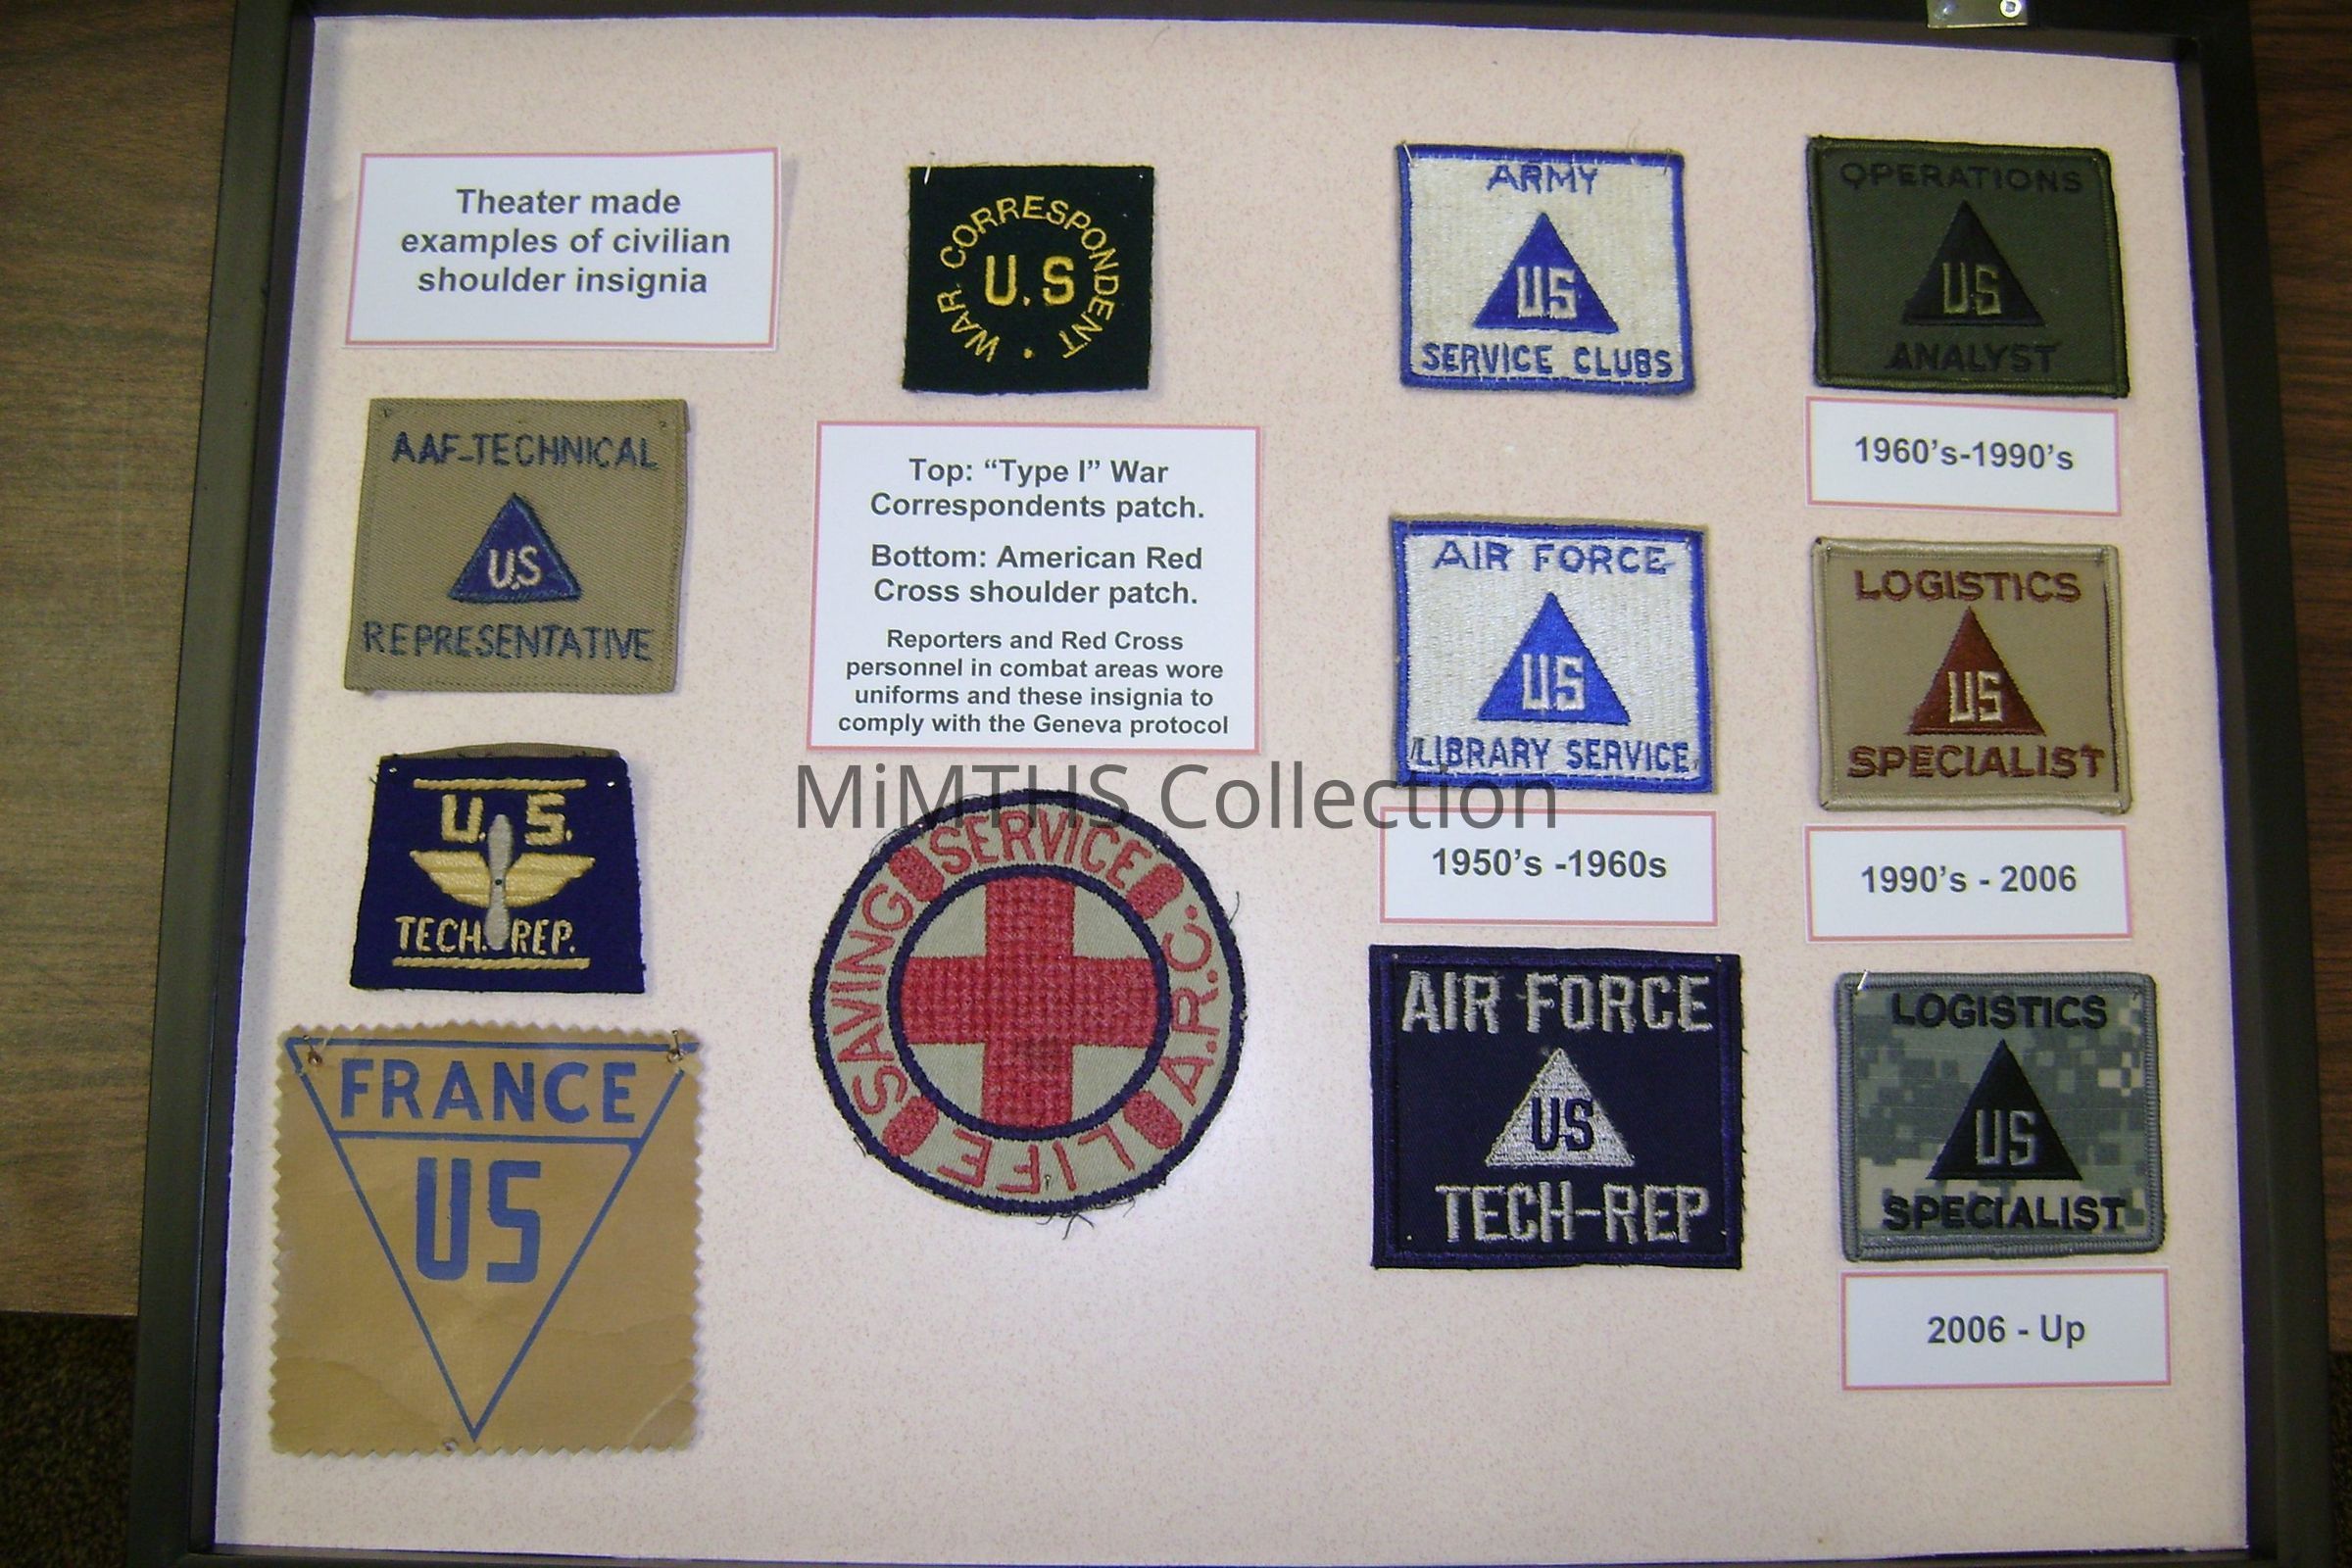 Theater made
examples of civilian
shoulder insignia
AAF-TECHNICAL
U.S
REPRESENTATIVE
U.S.
TECH. REP.
FRANCE
US
WAR CORRESPONDENT •
U.S
Top: “Type I” War
Correspondents patch.
Bottom: American Red
Cross shoulder patch.
Reporters and Red Cross
personnel in combat areas wore
uniforms and these insignia to
comply with the Geneva protocol
MiMTHS Collection
SAVING SERVICE A.R.C. LIFE
ARMY
US
SERVICE CLUBS
AIR FORCE
US
LIBRARY SERVICE
1950’s -1960s
AIR FORCE
US
TECH-REP
OPERATIONS
US
ANALYST
1960’s-1990’s
LOGISTICS
US
SPECIALIST
1990’s - 2006
LOGISTICS
US
SPECIALIST
2006 - Up